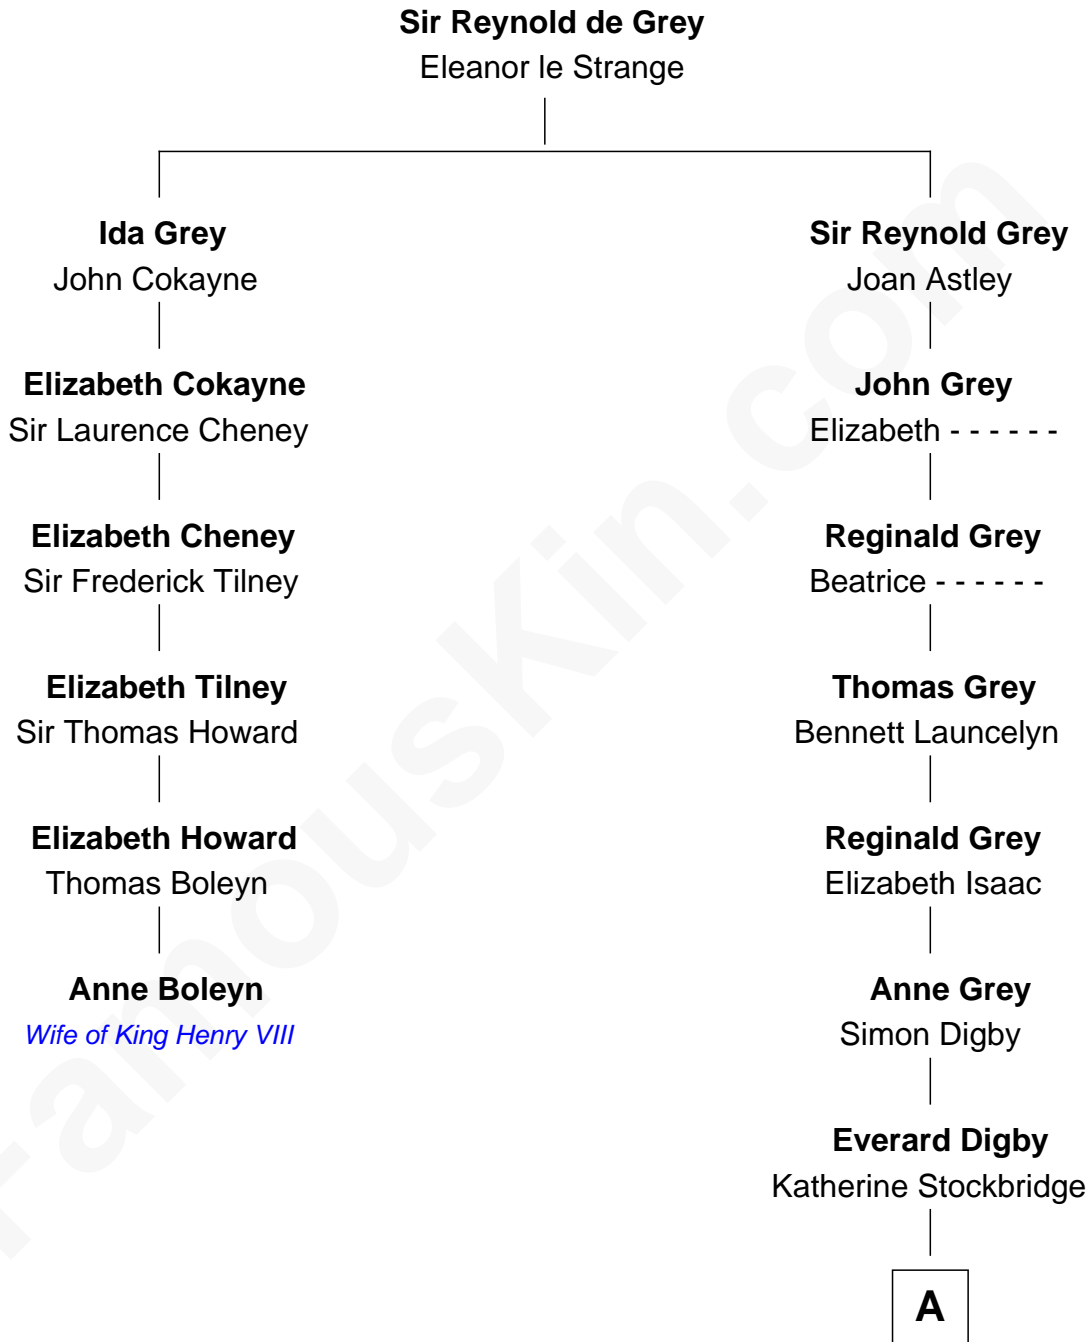 Sir Reynold de Grey
Eleanor le Strange
Ida Grey
John Cokayne
Sir Reynold Grey
Joan Astley
Elizabeth Cokayne
Sir Laurence Cheney
John Grey
Elizabeth - - - - - -
Elizabeth Cheney
Sir Frederick Tilney
Reginald Grey
Beatrice - - - - - -
Elizabeth Tilney
Sir Thomas Howard
Thomas Grey
Bennett Launcelyn
Elizabeth Howard
Thomas Boleyn
Reginald Grey
Elizabeth Isaac
Anne Boleyn
Wife of King Henry VIII
Anne Grey
Simon Digby
Everard Digby
Katherine Stockbridge
A
FamousKin.com